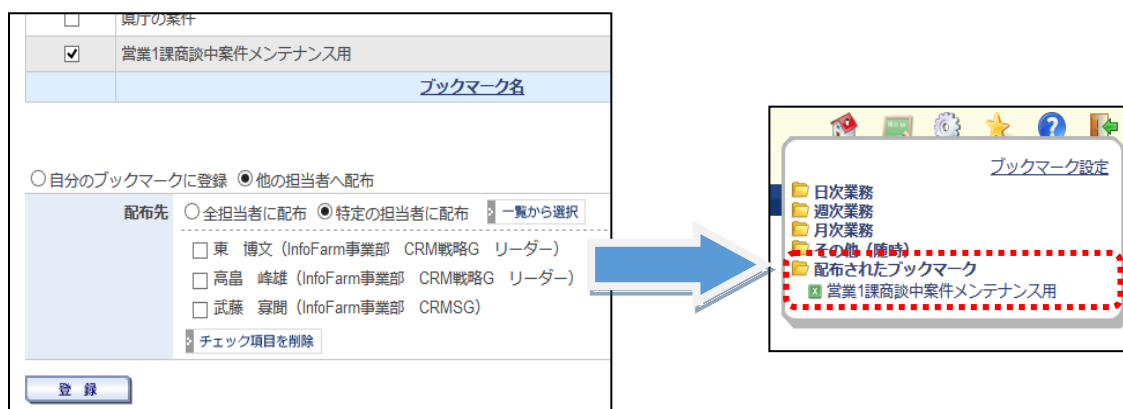 県庁の案件
営業1課商談中案件メンテナンス用
ブックマーク名
自分のブックマークに登録 他の担当者へ配布
配布先 全担当者に配布 特定の担当者に配布 一覧から選択
東 博文（InfoFarm事業部 CRM戦略G リーダー）
高畠 峰雄（InfoFarm事業部 CRM戦略G リーダー）
武藤 寡聞（InfoFarm事業部 CRMSG）
チェック項目を削除
登 録
ブックマーク設定
日次業務
週次業務
月次業務
その他（随時）
配布されたブックマーク
営業1課商談中案件メンテナンス用